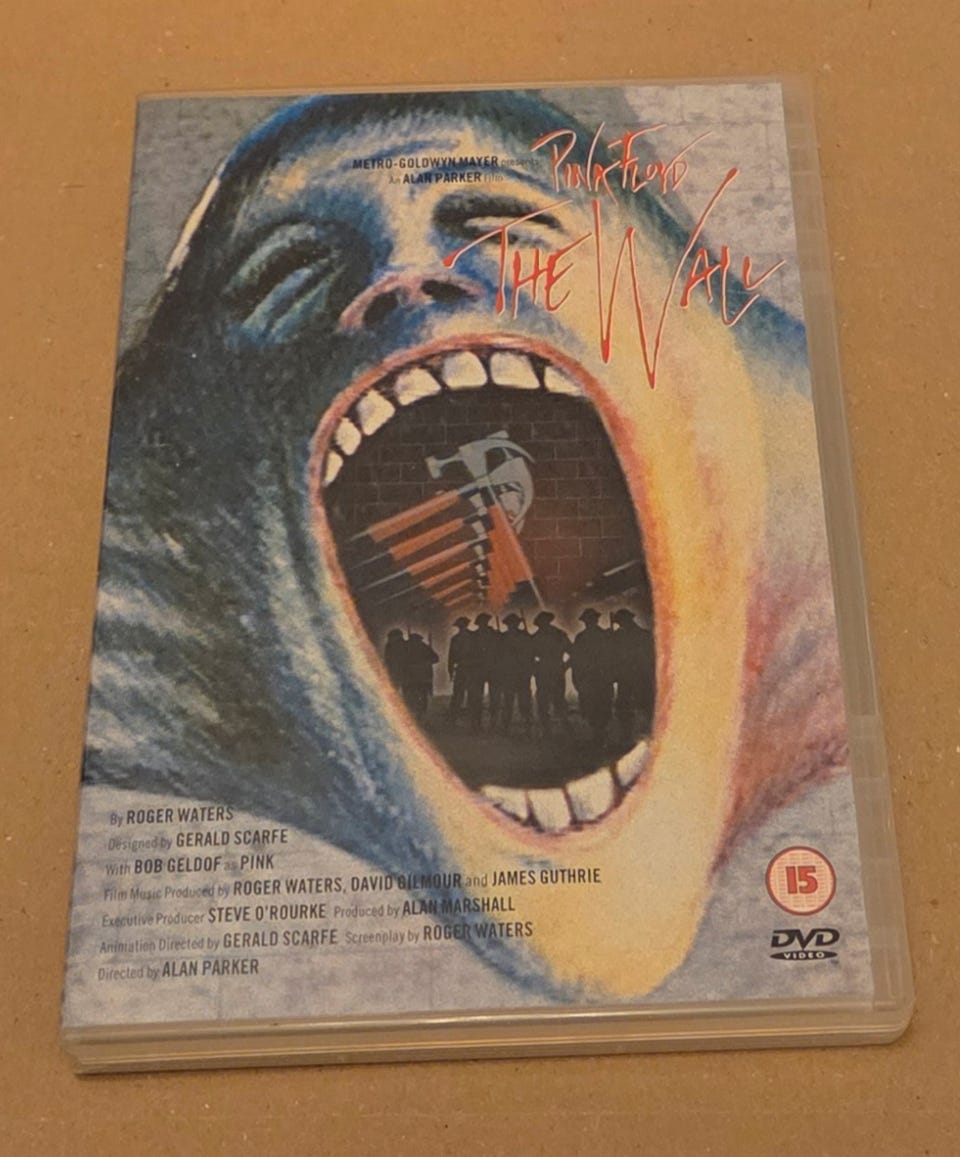 METRO-GOLDWYN MAYER presents
An ALAN PARKER Film
PINK FLOYD
THE WALL
By ROGER WATERS
Designed by GERALD SCARFE
With BOB GELDOF as PINK
Film Music Produced by ROGER WATERS, DAVID GILMOUR and JAMES GUTHRIE
Executive Producer STEVE O'ROURKE Produced by ALAN MARSHALL
Animation Directed by GERALD SCARFE Screenplay by ROGER WATERS
Directed by ALAN PARKER
15
DVD
VIDEO